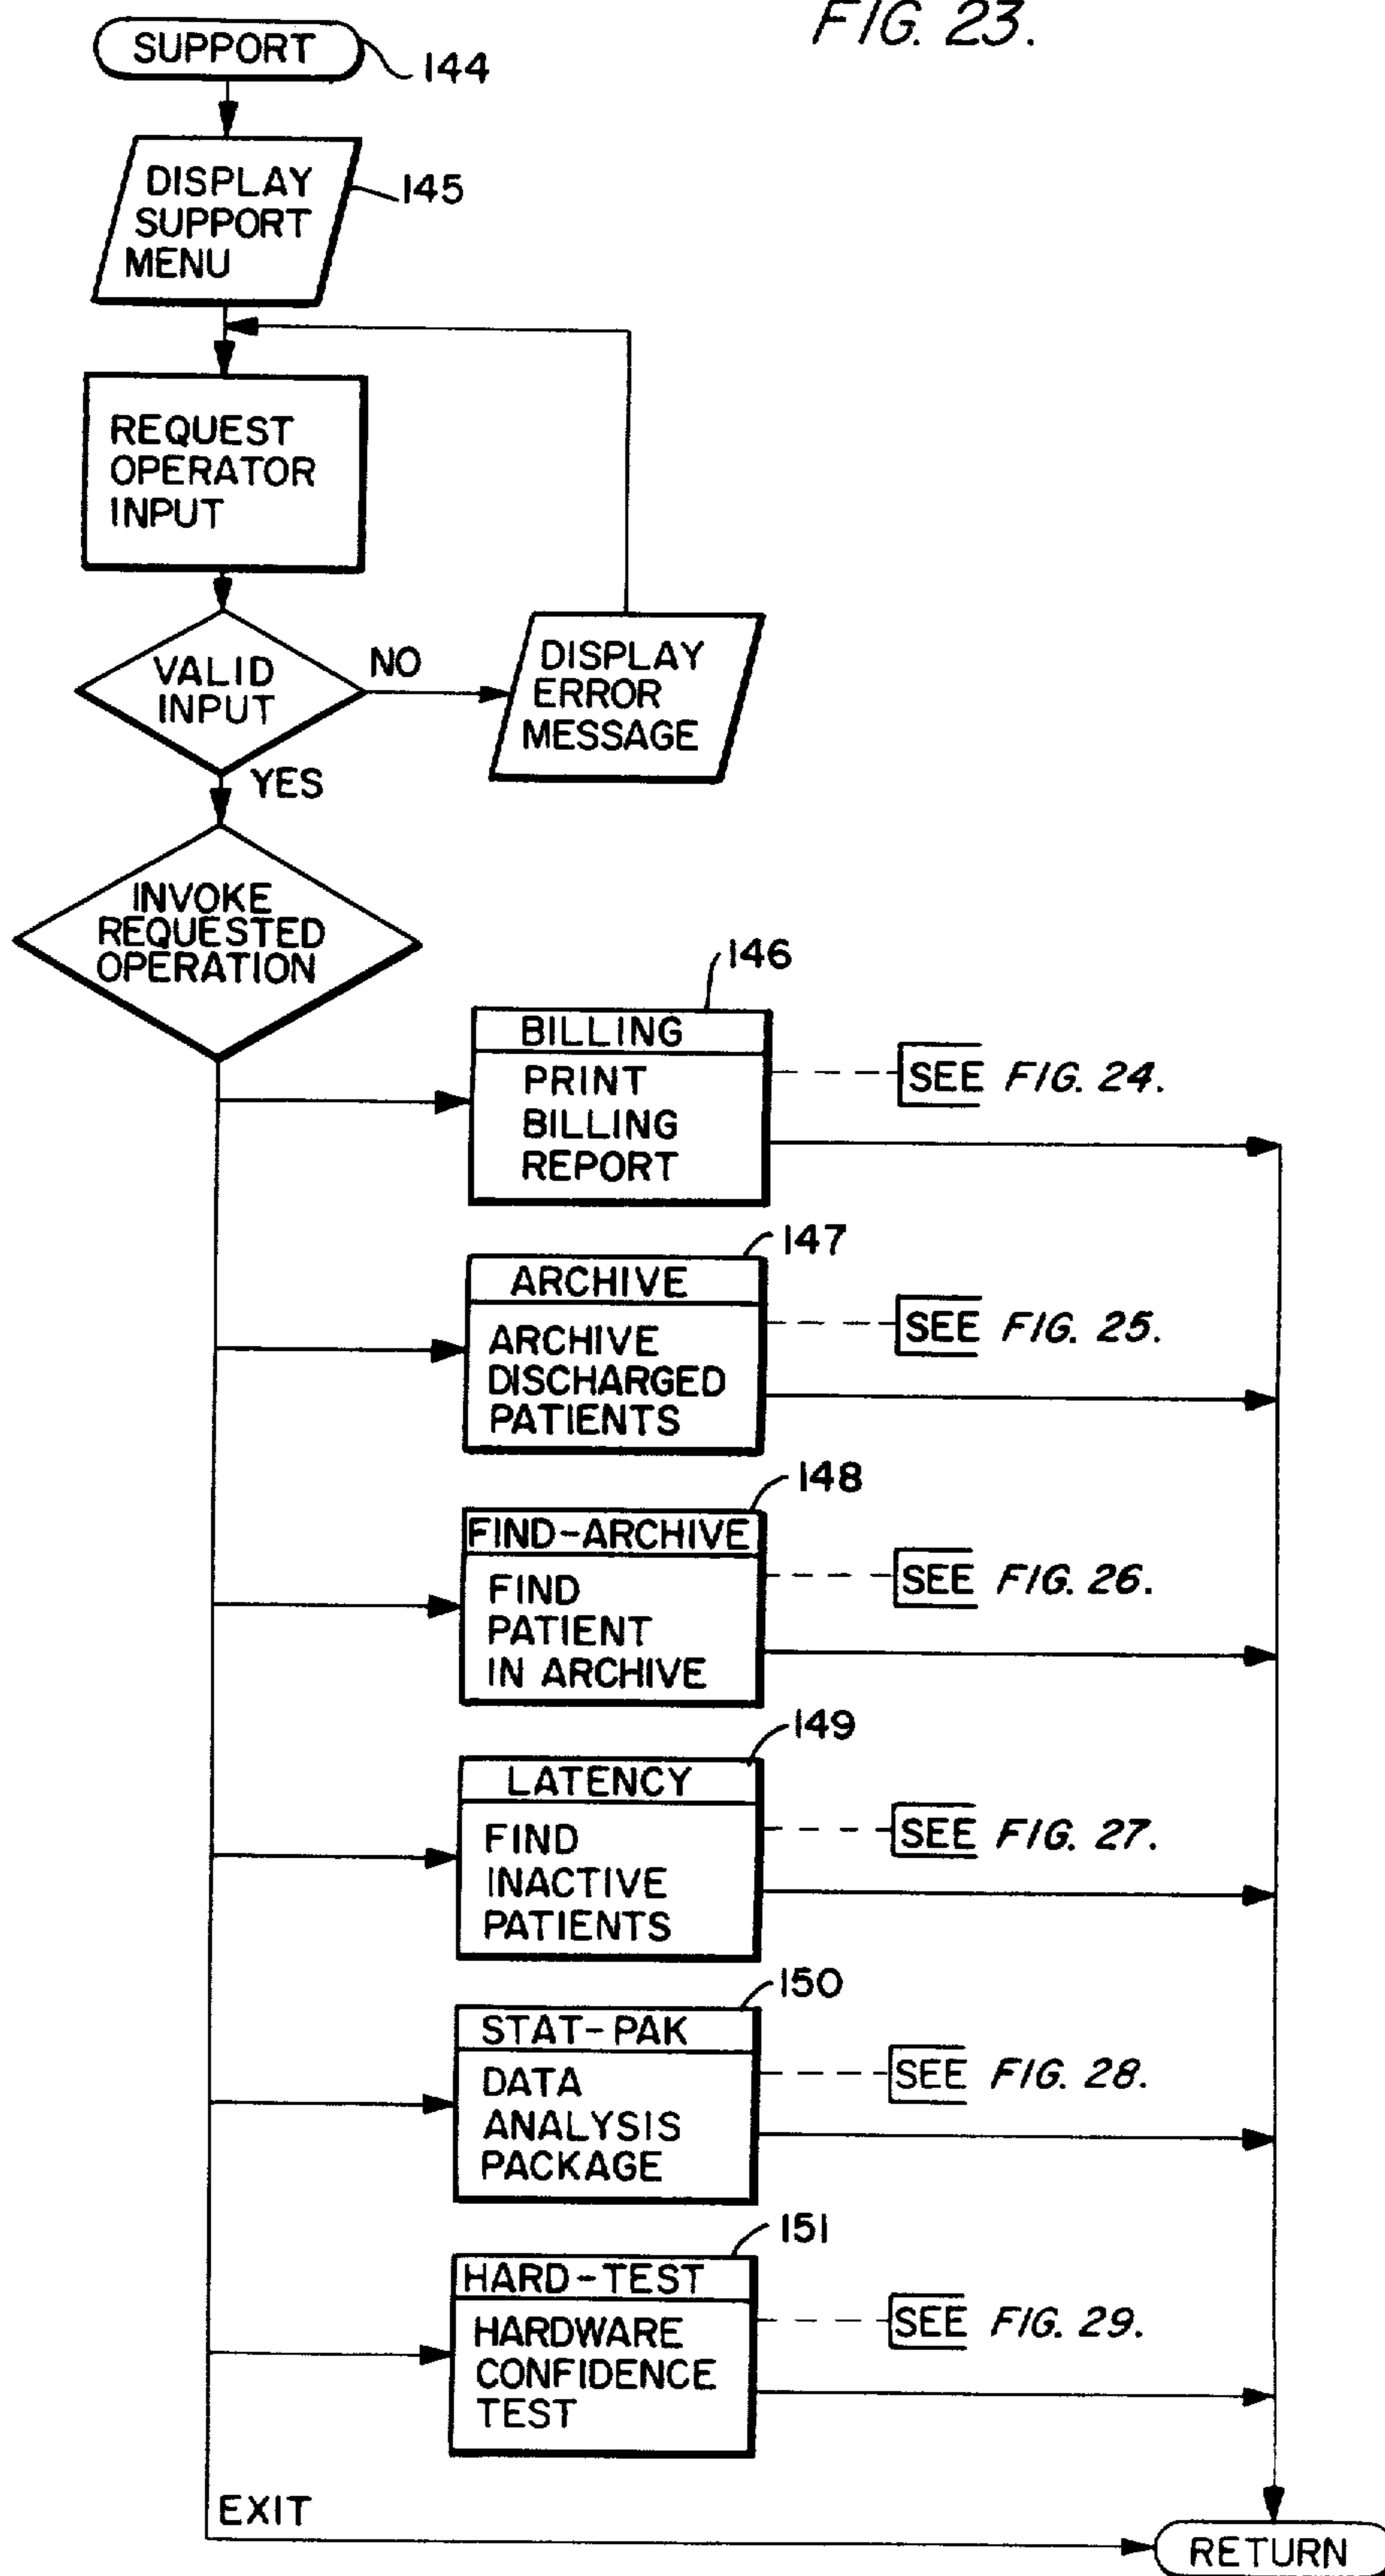 FIG. 23.
SUPPORT
144
DISPLAY
SUPPORT
MENU
145
REQUEST
OPERATOR
INPUT
VALID
INPUT
NO
DISPLAY
ERROR
MESSAGE
YES
INVOKE
REQUESTED
OPERATION
146
BILLING
PRINT
BILLING
REPORT
SEE FIG. 24.
147
ARCHIVE
ARCHIVE
DISCHARGED
PATIENTS
SEE FIG. 25.
148
FIND-ARCHIVE
FIND
PATIENT
IN ARCHIVE
SEE FIG. 26.
149
LATENCY
FIND
INACTIVE
PATIENTS
SEE FIG. 27.
150
STAT-PAK
DATA
ANALYSIS
PACKAGE
SEE FIG. 28.
151
HARD-TEST
HARDWARE
CONFIDENCE
TEST
SEE FIG. 29.
EXIT
RETURN